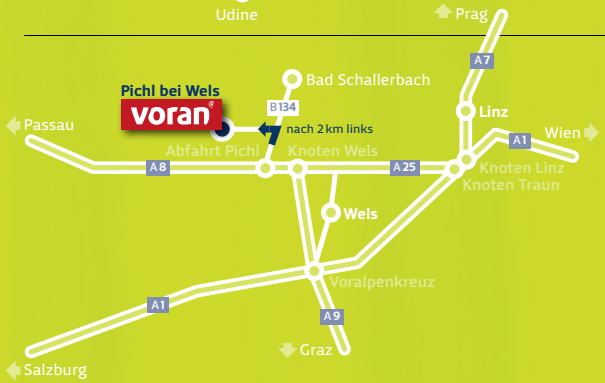 Udine
Prag
A7
Bad Schallerbach
Pichl bei Wels
B134
voran®
Linz
nach 2 km links
Passau
A1
Wien
Abfahrt Pichl
Knoten Wels
A8
A25
Knoten Linz
Knoten Traun
Wels
Voralpenkreuz
A1
A9
Graz
Salzburg